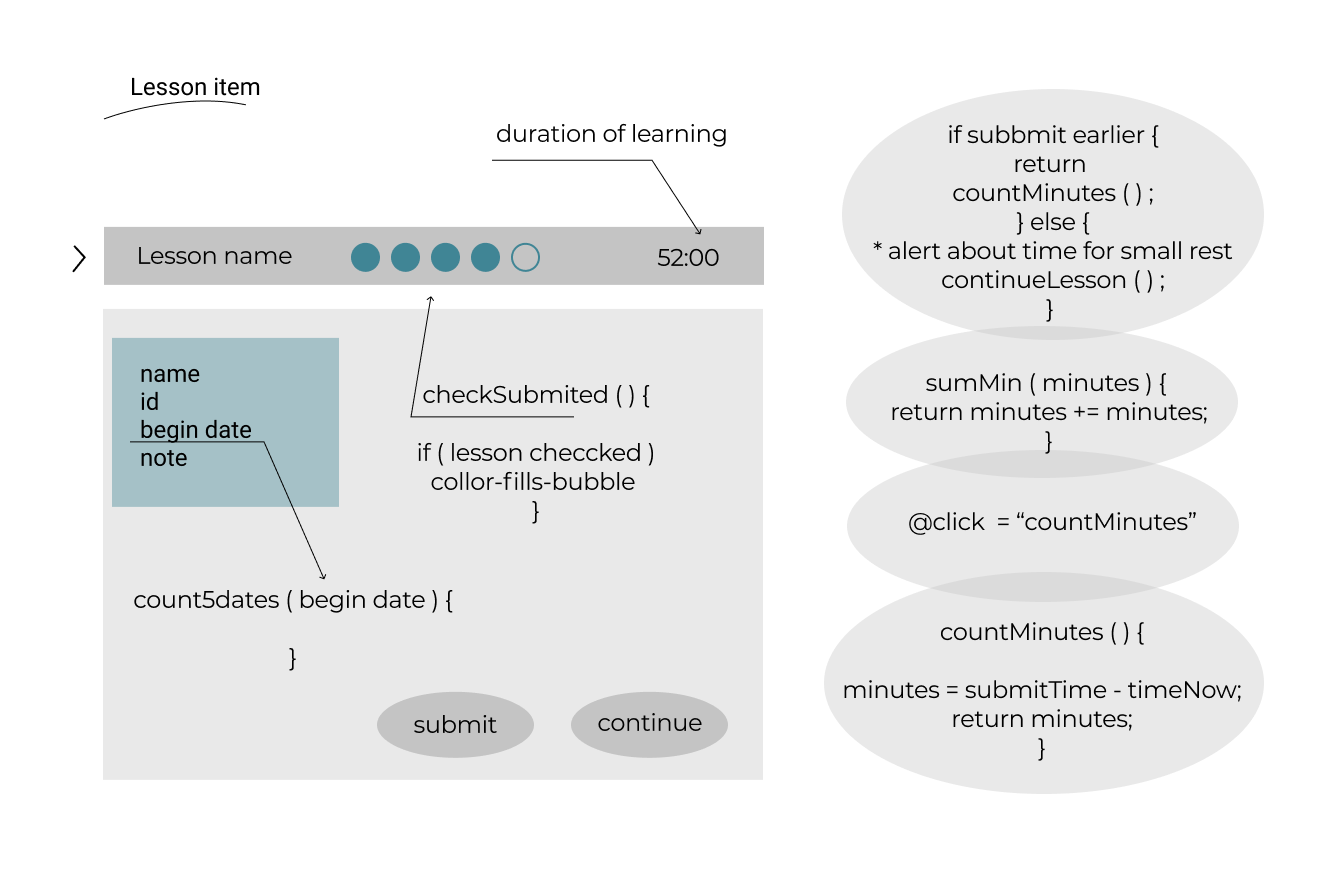 Lesson item
duration of learning
Lesson name
52:00
name
id
begin date
note
checkSubmited ( ) {
if ( lesson checcked )
collor-fills-bubble
}
count5dates ( begin date ) {
}
submit
continue
if subbmit earlier {
return
countMinutes ( ) ;
} else {
* alert about time for small rest
continueLesson ( ) ;
}
sumMin ( minutes ) {
return minutes += minutes;
}
@click  = “countMinutes”
countMinutes ( ) {
minutes = submitTime - timeNow;
return minutes;
}